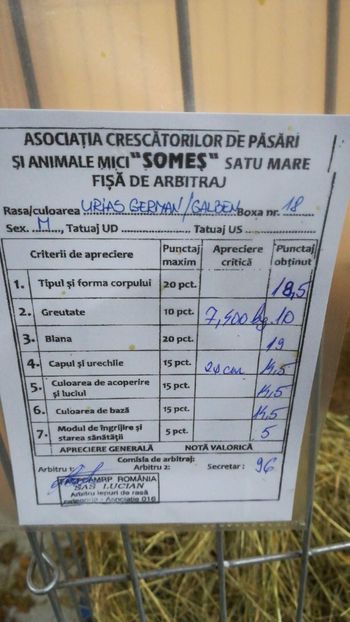 ASOCIAȚIA CRESCĂTORILOR DE PĂSĂRI
ȘI ANIMALE MICI "SOMEȘ" SATU MARE
FIȘĂ DE ARBITRAJ
Rasa/culoarea URIAS GERMAN/GALBEN Boxa nr. 18
Sex. M, Tatuaj UD ........ Tatuaj US ........
Criterii de apreciere Punctaj maxim Apreciere critică Punctaj obținut
1. Tipul și forma corpului 20 pct. 18,5
2. Greutate 10 pct. 7,400 kg 10
3. Blana 20 pct. 19
4. Capul și urechile 15 pct. cm 14,5
5. Culoarea de acoperire și luciul 15 pct. 14,5
6. Culoarea de bază 15 pct. 14,5
7. Modul de îngrijire și starea sănătății 5 pct. 5
APRECIERE GENERALĂ NOTĂ VALORICĂ
Comisia de arbitraj: 96
Arbitru 1: Arbitru 2: Secretar :
ROMÂNIA
SAS LUCIAN
Arbitru iepuri de rasă
categoria - Asociatie 016